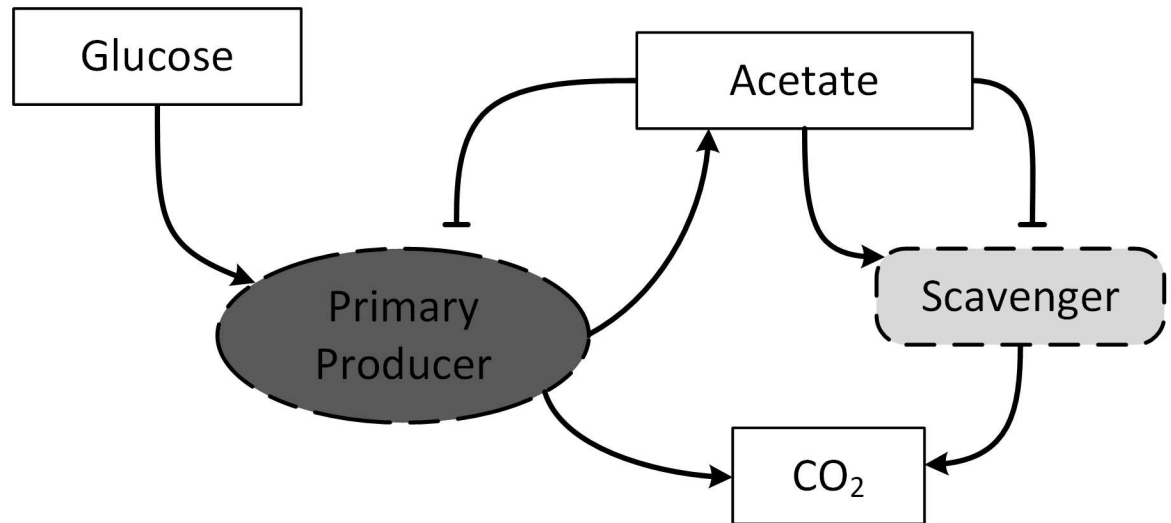 Glucose
Acetate
Primary
Producer
Scavenger
CO₂